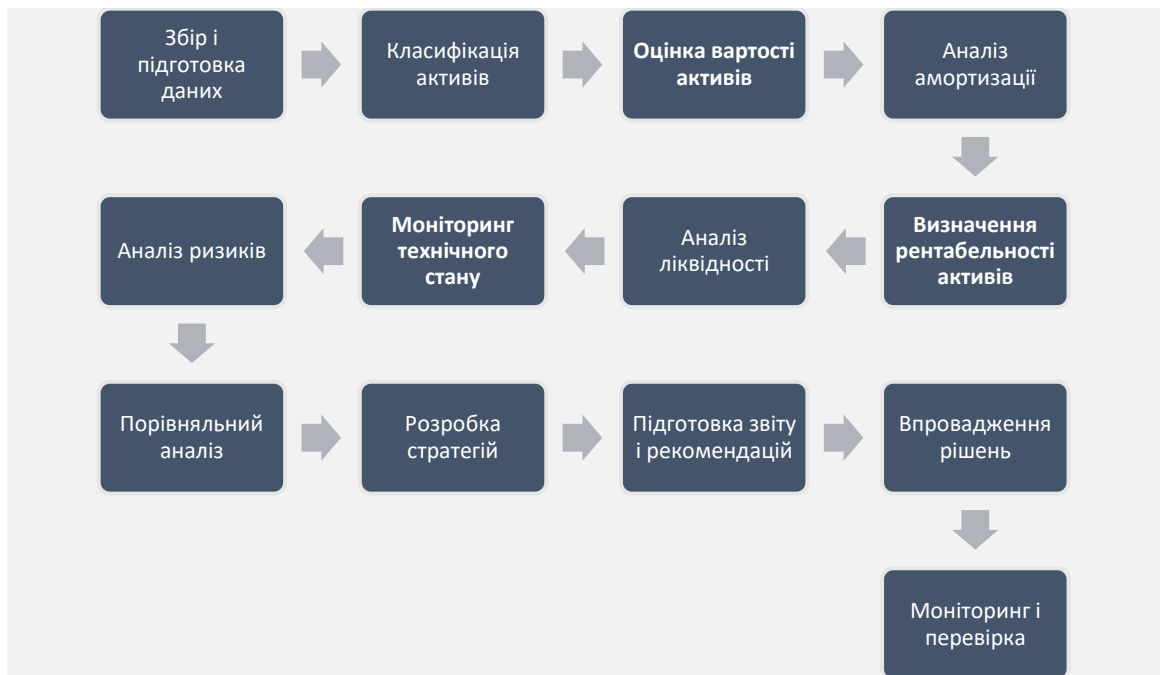 Збір і
підготовка
даних
Класифікація
активів
Оцінка вартості
активів
Аналіз
амортизації
Визначення
рентабельності
активів
Аналіз
ліквідності
Моніторинг
технічного
стану
Аналіз ризиків
Порівняльний
аналіз
Розробка
стратегій
Підготовка звіту
і рекомендацій
Впровадження
рішень
Моніторинг і
перевірка